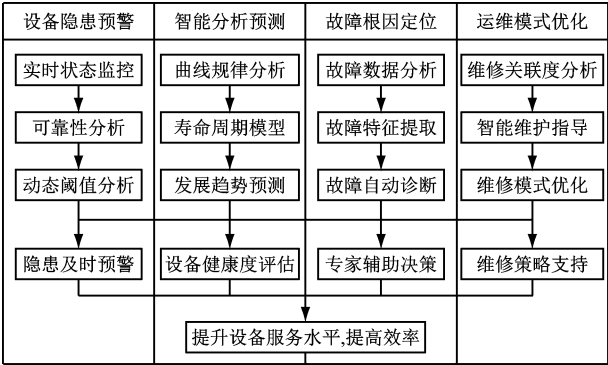 设备隐患预警
智能分析预测
故障根因定位
运维模式优化
实时状态监控
曲线规律分析
故障数据分析
维修关联度分析
可靠性分析
寿命周期模型
故障特征提取
智能维护指导
动态阈值分析
发展趋势预测
故障自动诊断
维修模式优化
隐患及时预警
设备健康度评估
专家辅助决策
维修策略支持
提升设备服务水平,提高效率